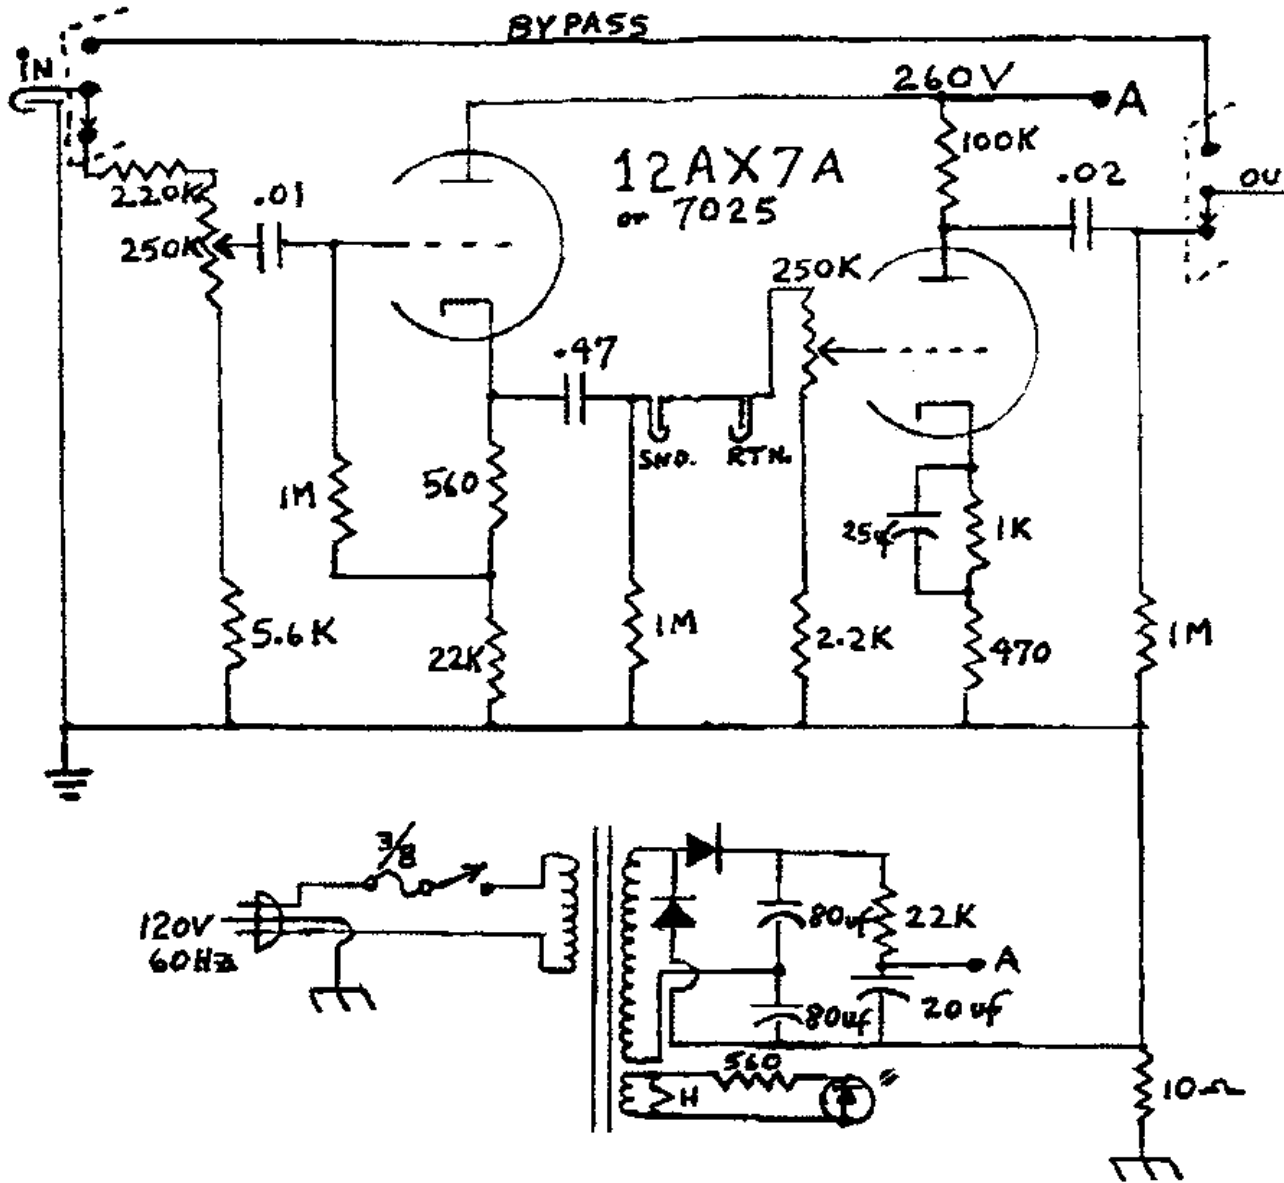 BYPASS
IN
260V
A
100K
12AX7A
or 7025
.02
OU
220K
.01
250K
250K
.47
SND.
RTN.
1M
560
25uf
1K
5.6K
22K
1M
2.2K
470
1M
3/8
120V
60Hz
80uf
22K
A
80uf
20uf
560
H
10Ω